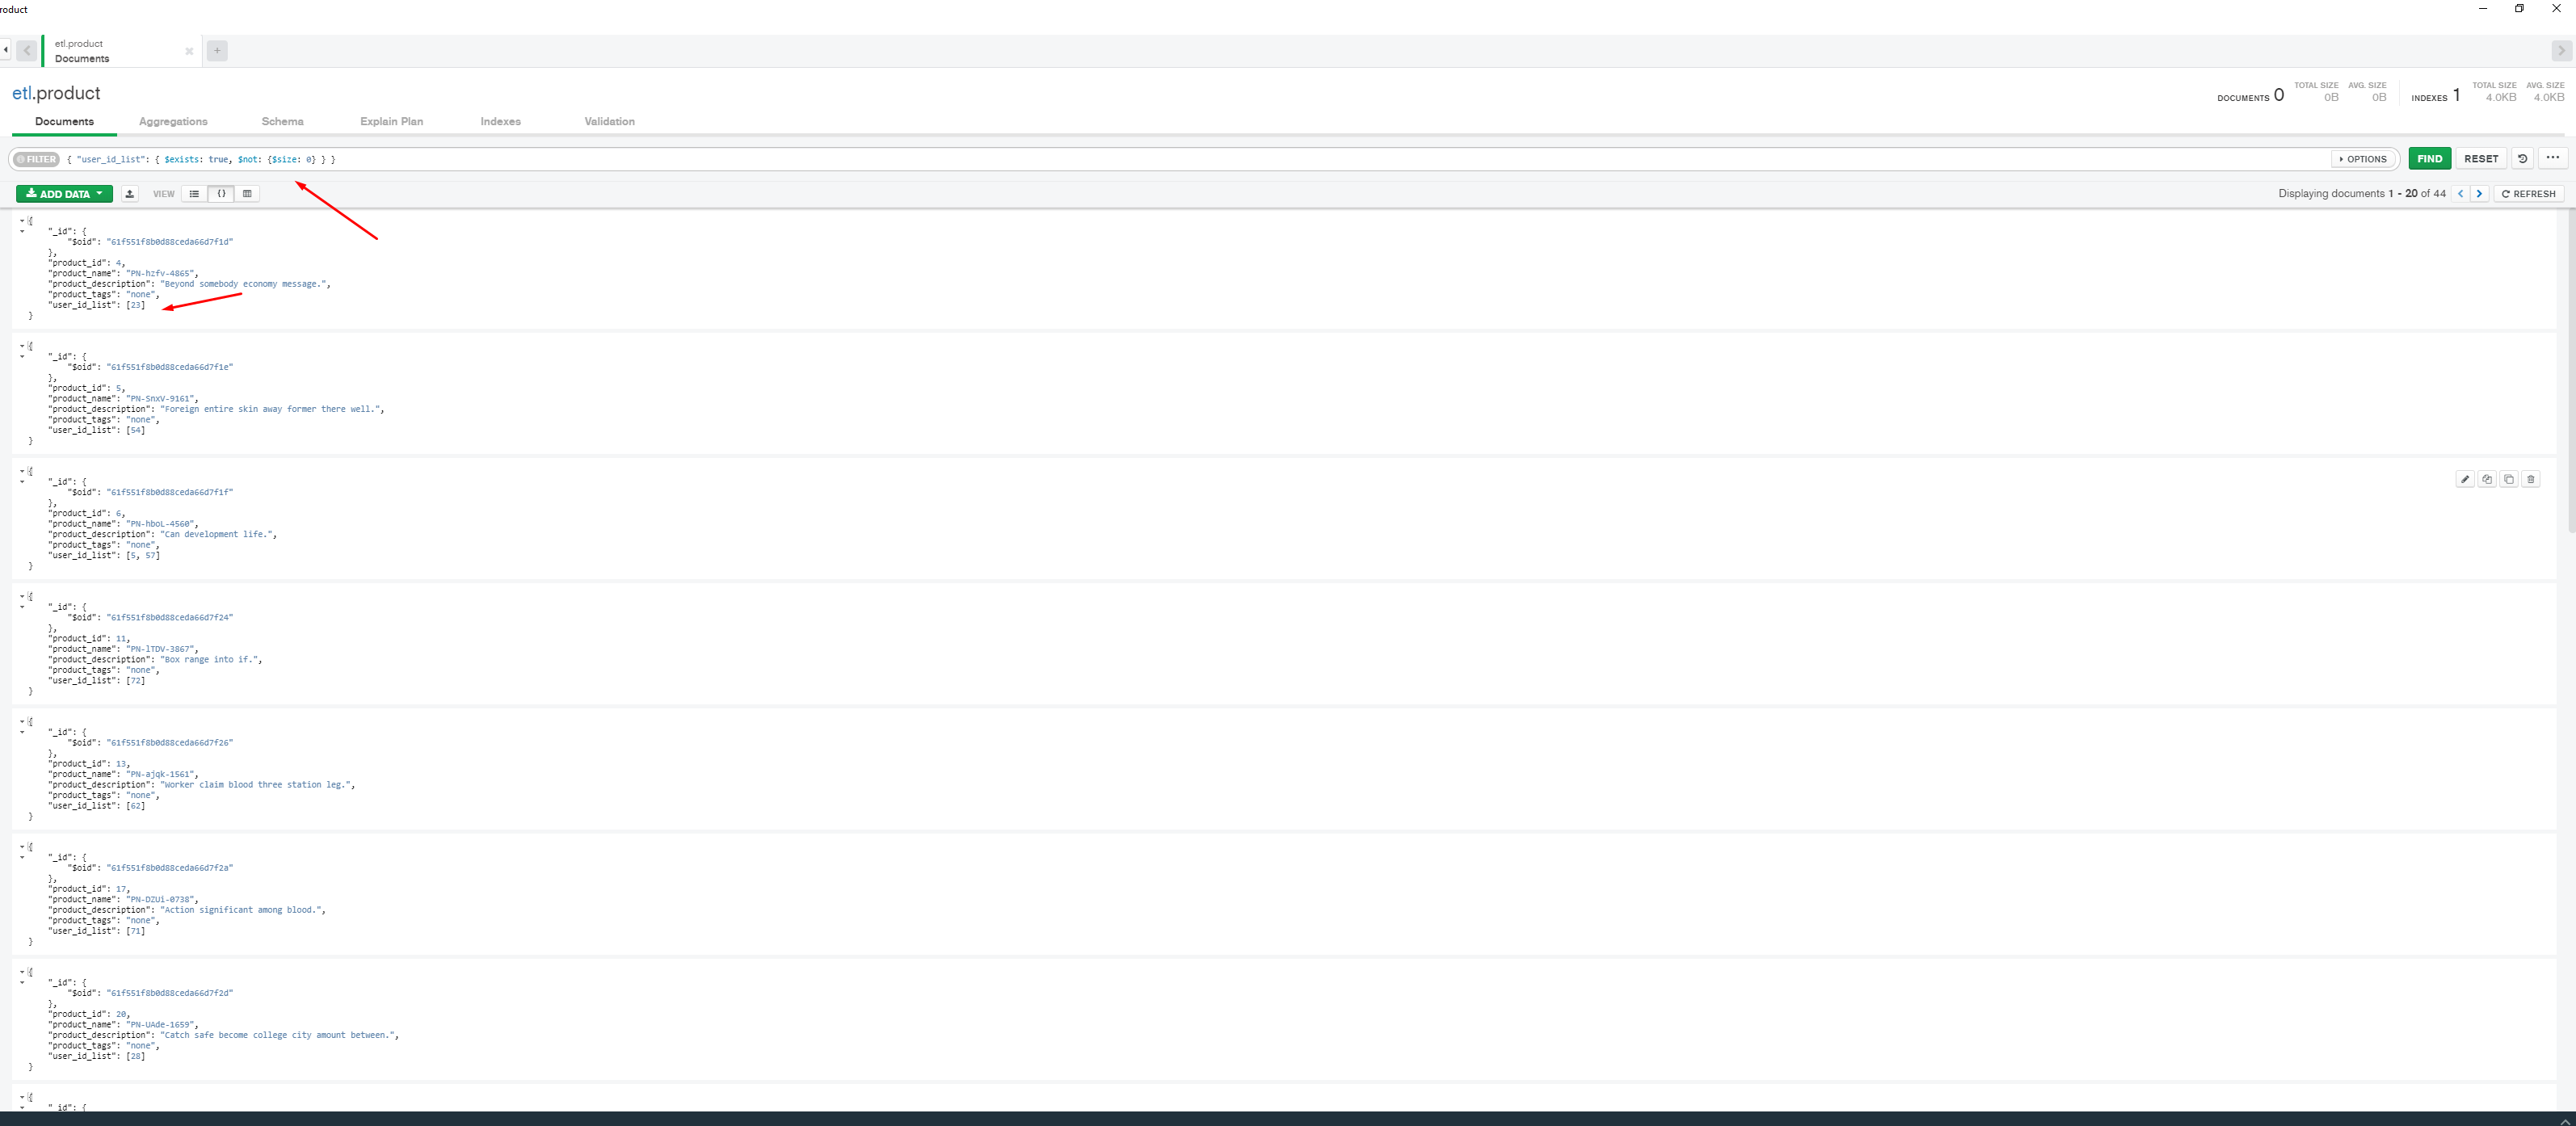 roduct
etl.product
Documents
etl.product
DOCUMENTS 0 TOTAL SIZE 0B AVG. SIZE 0B INDEXES 1 TOTAL SIZE 4.0KB AVG. SIZE 4.0KB
Documents Aggregations Schema Explain Plan Indexes Validation
FILTER { "user_id_list": { $exists: true, $not: {$size: 0} } } OPTIONS FIND RESET
ADD DATA VIEW {} Displaying documents 1 - 20 of 44 REFRESH
{
"_id": {
"$oid": "61f551f8b0d88ceda66d7f1d"
},
"product_id": 4,
"product_name": "PN-hzfv-4865",
"product_description": "Beyond somebody economy message.",
"product_tags": "none",
"user_id_list": [23]
}
{
"_id": {
"$oid": "61f551f8b0d88ceda66d7f1e"
},
"product_id": 5,
"product_name": "PN-SnxV-9161",
"product_description": "Foreign entire skin away former there well.",
"product_tags": "none",
"user_id_list": [54]
}
{
"_id": {
"$oid": "61f551f8b0d88ceda66d7f1f"
},
"product_id": 6,
"product_name": "PN-hboL-4560",
"product_description": "Can development life.",
"product_tags": "none",
"user_id_list": [5, 57]
}
{
"_id": {
"$oid": "61f551f8b0d88ceda66d7f24"
},
"product_id": 11,
"product_name": "PN-lTDV-3867",
"product_description": "Box range into if.",
"product_tags": "none",
"user_id_list": [72]
}
{
"_id": {
"$oid": "61f551f8b0d88ceda66d7f26"
},
"product_id": 13,
"product_name": "PN-ajqk-1561",
"product_description": "Worker claim blood three station leg.",
"product_tags": "none",
"user_id_list": [62]
}
{
"_id": {
"$oid": "61f551f8b0d88ceda66d7f2a"
},
"product_id": 17,
"product_name": "PN-DZUi-0738",
"product_description": "Action significant among blood.",
"product_tags": "none",
"user_id_list": [71]
}
{
"_id": {
"$oid": "61f551f8b0d88ceda66d7f2d"
},
"product_id": 20,
"product_name": "PN-UAde-1659",
"product_description": "Catch safe become college city amount between.",
"product_tags": "none",
"user_id_list": [28]
}
{
"_id": {